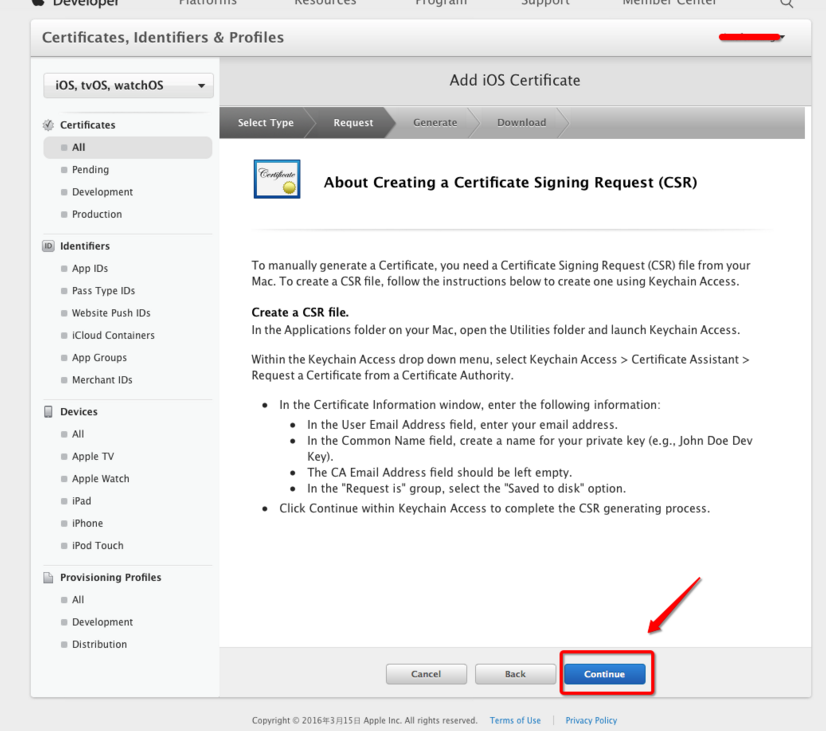 Developer Platforms Resources Program Support Member Center
Certificates, Identifiers & Profiles
iOS, tvOS, watchOS
Certificates
All
Pending
Development
Production
Identifiers
App IDs
Pass Type IDs
Website Push IDs
iCloud Containers
App Groups
Merchant IDs
Devices
All
Apple TV
Apple Watch
iPad
iPhone
iPod Touch
Provisioning Profiles
All
Development
Distribution
Add iOS Certificate
Select Type Request Generate Download
Certificate
About Creating a Certificate Signing Request (CSR)
To manually generate a Certificate, you need a Certificate Signing Request (CSR) file from your
Mac. To create a CSR file, follow the instructions below to create one using Keychain Access.
Create a CSR file.
In the Applications folder on your Mac, open the Utilities folder and launch Keychain Access.
Within the Keychain Access drop down menu, select Keychain Access > Certificate Assistant >
Request a Certificate from a Certificate Authority.
• In the Certificate Information window, enter the following information:
• In the User Email Address field, enter your email address.
• In the Common Name field, create a name for your private key (e.g., John Doe Dev
Key).
• The CA Email Address field should be left empty.
• In the "Request is" group, select the "Saved to disk" option.
• Click Continue within Keychain Access to complete the CSR generating process.
Cancel Back Continue
Copyright © 2016年3月15日 Apple Inc. All rights reserved. Terms of Use | Privacy Policy